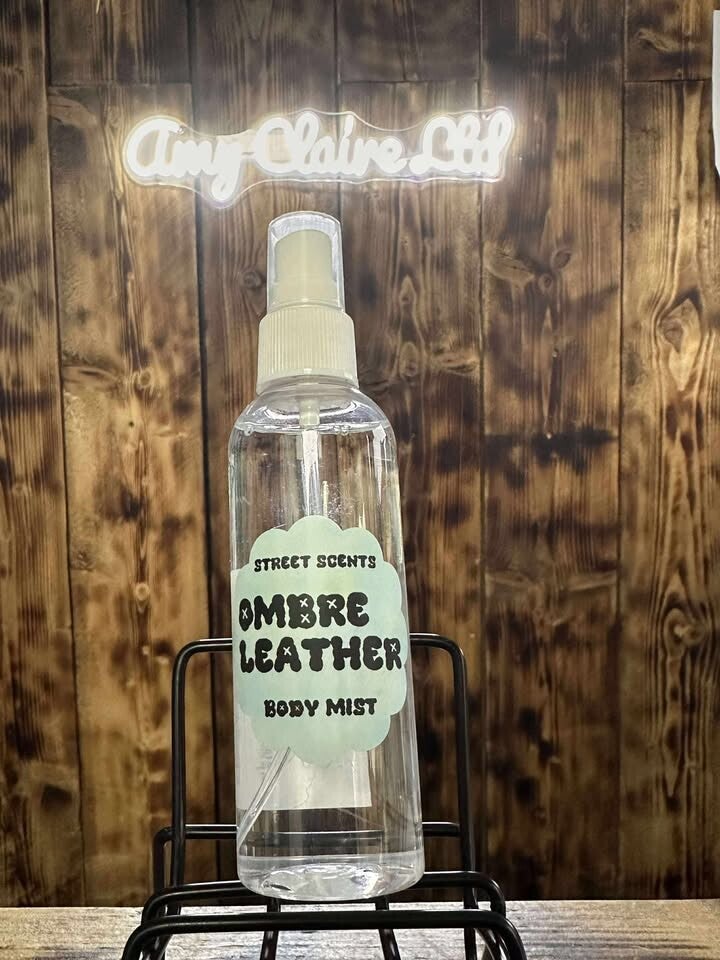 Amy Claire Ltd
STREET SCENTS
OMBRE
LEATHER
BODY MIST